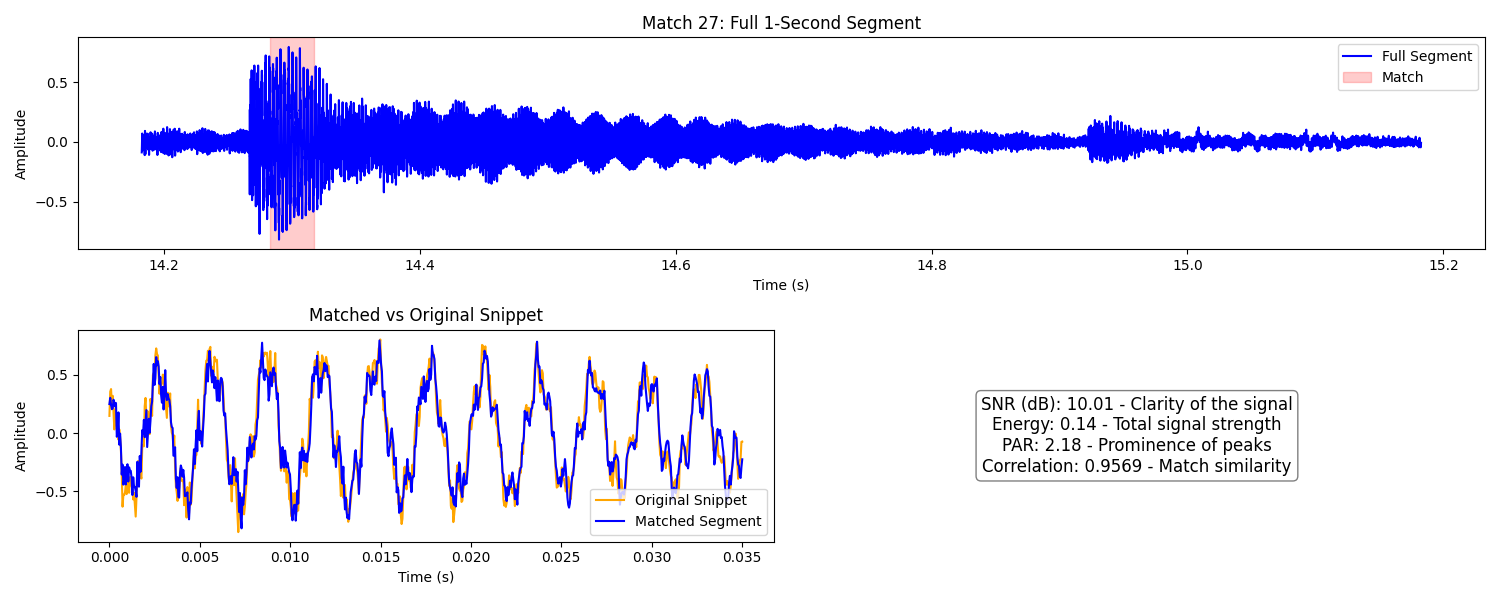 Match 27: Full 1-Second Segment
Amplitude
0.5
0.0
−0.5
Full Segment
Match
14.2
14.4
14.6
14.8
15.0
15.2
Time (s)
Matched vs Original Snippet
Amplitude
0.5
0.0
−0.5
Original Snippet
Matched Segment
0.000
0.005
0.010
0.015
0.020
0.025
0.030
0.035
Time (s)
SNR (dB): 10.01 - Clarity of the signal
Energy: 0.14 - Total signal strength
PAR: 2.18 - Prominence of peaks
Correlation: 0.9569 - Match similarity